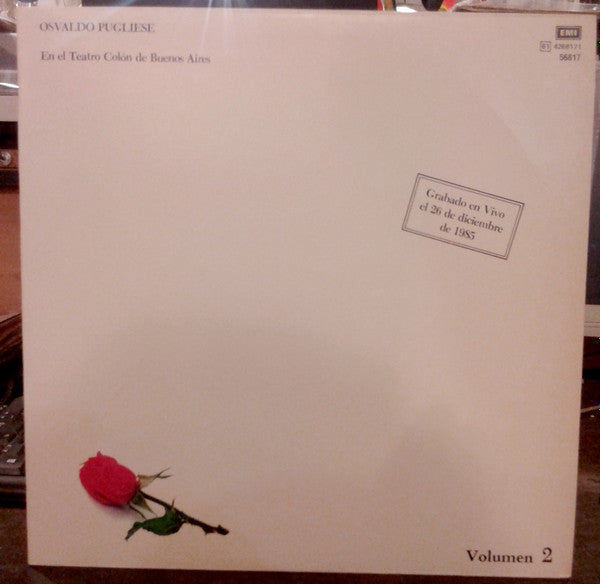 OSVALDO PUGLIESE
En el Teatro Colón de Buenos Aires
EMI
61 4268121
56817
Grabado en Vivo
el 26 de diciembre
de 1985
Volumen 2